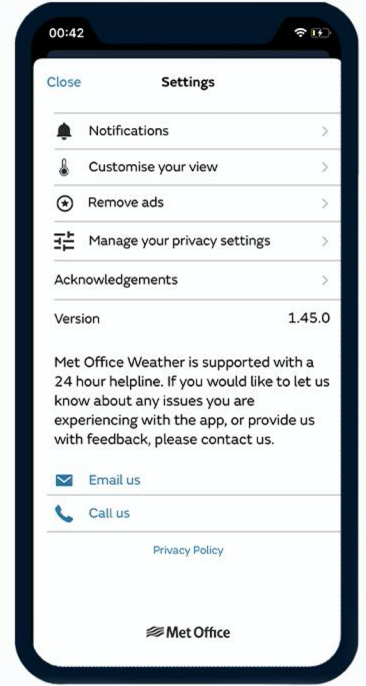 00:42
Close Settings
Notifications
Customise your view
Remove ads
Manage your privacy settings
Acknowledgements
Version 1.45.0
Met Office Weather is supported with a
24 hour helpline. If you would like to let us
know about any issues you are
experiencing with the app, or provide us
with feedback, please contact us.
Email us
Call us
Privacy Policy
Met Office